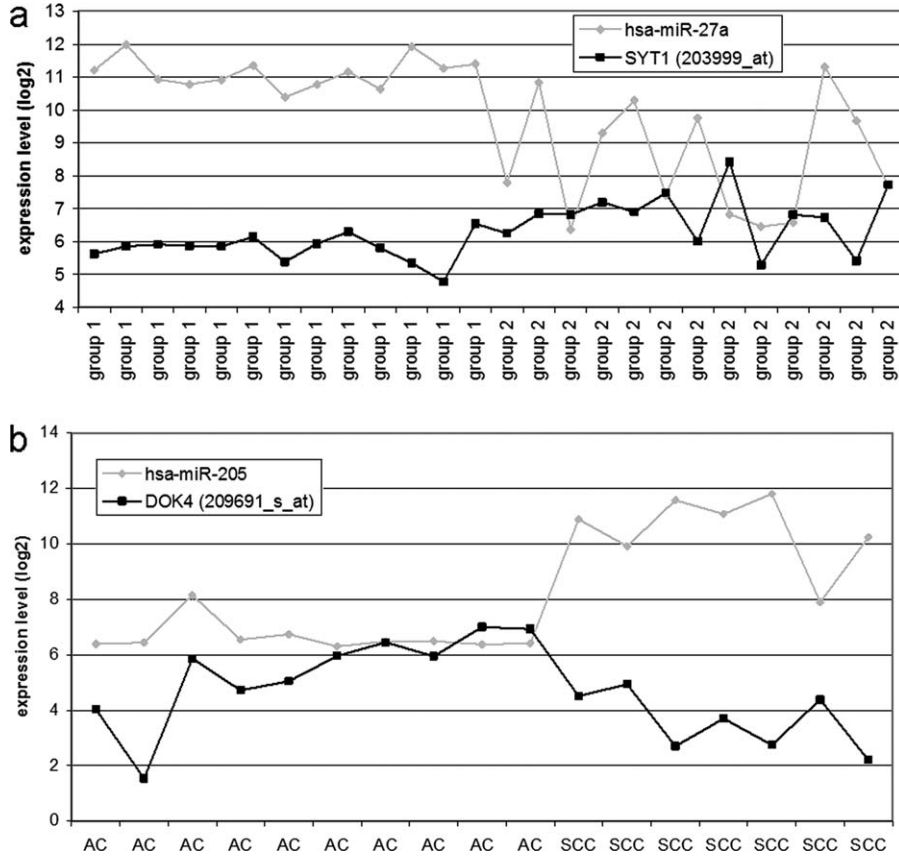 a
expression level (log2)
13
12
11
10
9
8
7
6
5
4
hsa-miR-27a
SYT1 (203999_at)
group 1
group 1
group 1
group 1
group 1
group 1
group 1
group 1
group 1
group 1
group 1
group 1
group 1
group 2
group 2
group 2
group 2
group 2
group 2
group 2
group 2
group 2
group 2
group 2
group 2
group 2
b
expression level (log2)
14
12
10
8
6
4
2
0
hsa-miR-205
DOK4 (209691_s_at)
AC AC AC AC AC AC AC AC AC AC SCC SCC SCC SCC SCC SCC SCC